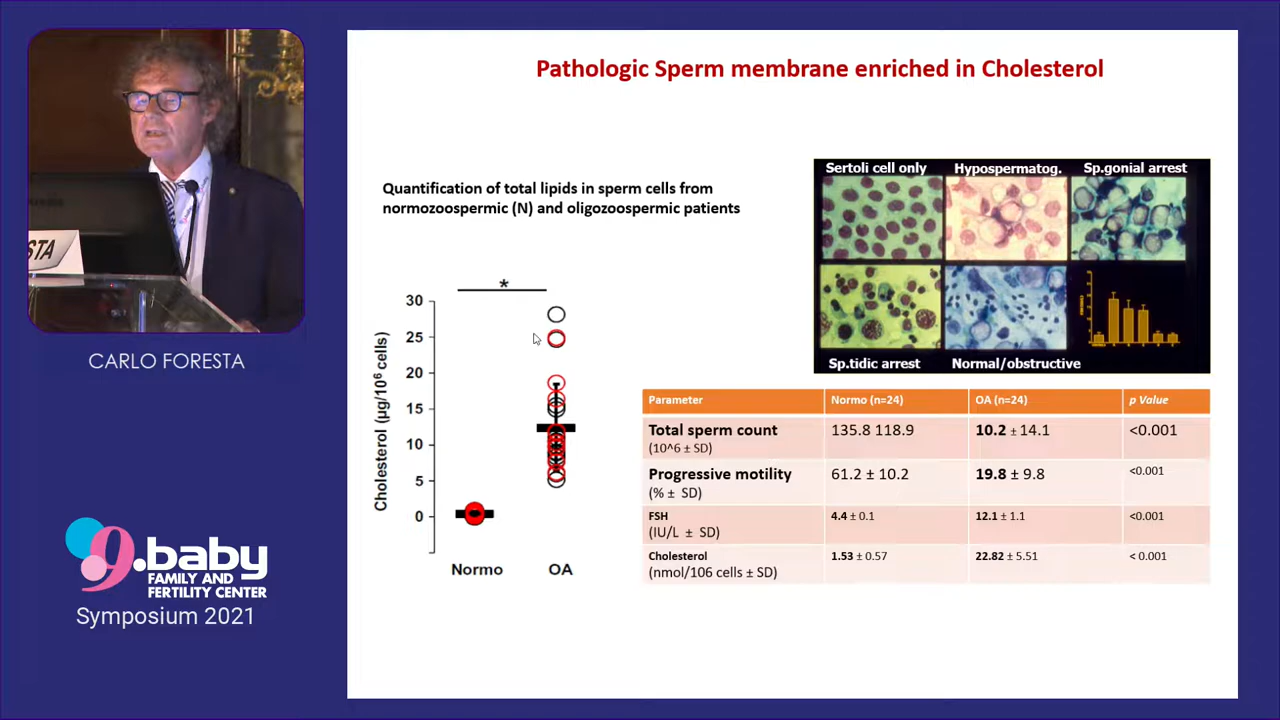 Pathologic Sperm membrane enriched in Cholesterol
Quantification of total lipids in sperm cells from
normozoospermic (N) and oligozoospermic patients
Sertoli cell only
Hypospermatog.
Sp.gonial arrest
Sp.tidic arrest
Normal/obstructive
*
30
25
20
15
10
5
0
Cholesterol (µg/10⁶ cells)
Normo
OA
Parameter Normo (n=24) OA (n=24) p Value
Total sperm count 135.8 118.9 10.2 ± 14.1 <0.001
(10^6 ± SD)
Progressive motility 61.2 ± 10.2 19.8 ± 9.8 <0.001
(% ± SD)
FSH 4.4 ± 0.1 12.1 ± 1.1 <0.001
(IU/L ± SD)
Cholesterol 1.53 ± 0.57 22.82 ± 5.51 < 0.001
(nmol/106 cells ± SD)
STA
CARLO FORESTA
9.baby
FAMILY AND
FERTILITY CENTER
Symposium 2021